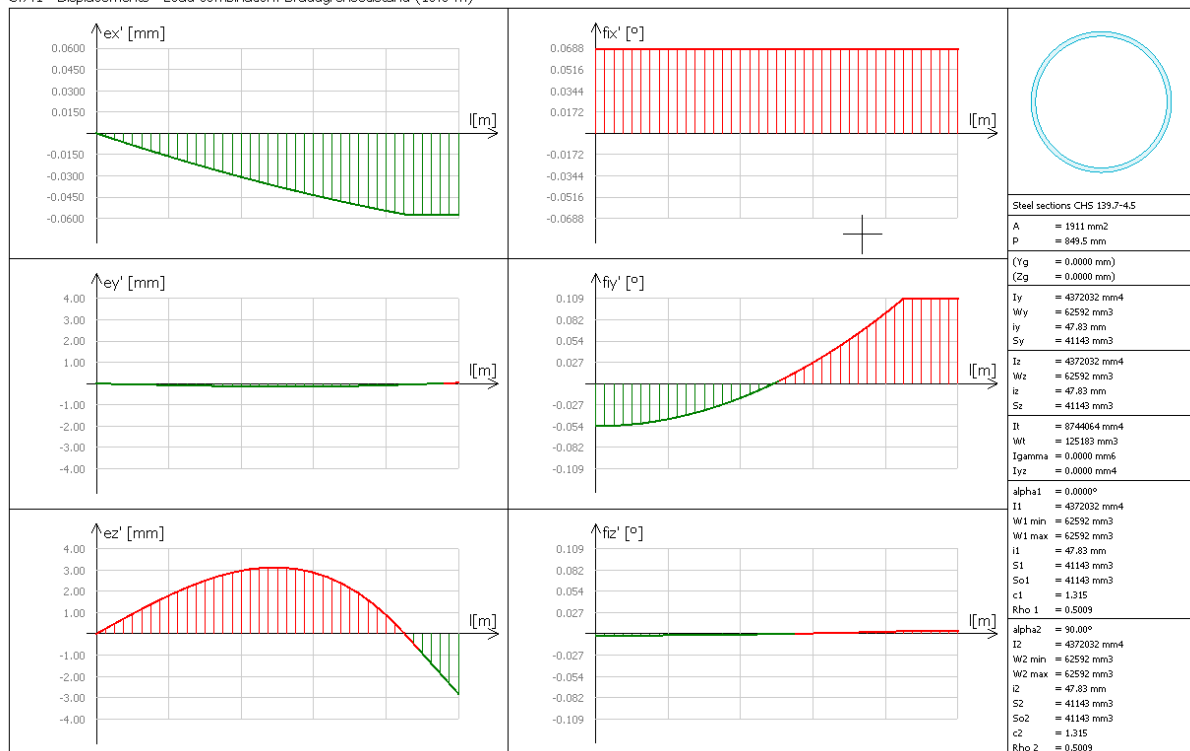 ex' [mm]
0.0600
0.0450
0.0300
0.0150
l[m]
-0.0150
-0.0300
-0.0450
-0.0600
fix' [°]
0.0688
0.0516
0.0344
0.0172
l[m]
-0.0172
-0.0344
-0.0516
-0.0688
ey' [mm]
4.00
3.00
2.00
1.00
l[m]
-1.00
-2.00
-3.00
-4.00
fiy' [°]
0.109
0.082
0.054
0.027
l[m]
-0.027
-0.054
-0.082
-0.109
ez' [mm]
4.00
3.00
2.00
1.00
l[m]
-1.00
-2.00
-3.00
-4.00
fiz' [°]
0.109
0.082
0.054
0.027
l[m]
-0.027
-0.054
-0.082
-0.109
Steel sections CHS 139.7-4.5
A = 1911 mm2
P = 849.5 mm
(Yg = 0.0000 mm)
(Zg = 0.0000 mm)
Iy = 4372032 mm4
Wy = 62592 mm3
iy = 47.83 mm
Sy = 41143 mm3
Iz = 4372032 mm4
Wz = 62592 mm3
iz = 47.83 mm
Sz = 41143 mm3
It = 8744064 mm4
Wt = 125183 mm3
Igamma = 0.0000 mm6
Iyz = 0.0000 mm4
alpha1 = 0.0000°
I1 = 4372032 mm4
W1 min = 62592 mm3
W1 max = 62592 mm3
i1 = 47.83 mm
S1 = 41143 mm3
So1 = 41143 mm3
c1 = 1.315
Rho 1 = 0.5009
alpha2 = 90.00°
I2 = 4372032 mm4
W2 min = 62592 mm3
W2 max = 62592 mm3
i2 = 47.83 mm
S2 = 41143 mm3
So2 = 41143 mm3
c2 = 1.315
Rho 2 = 0.5009